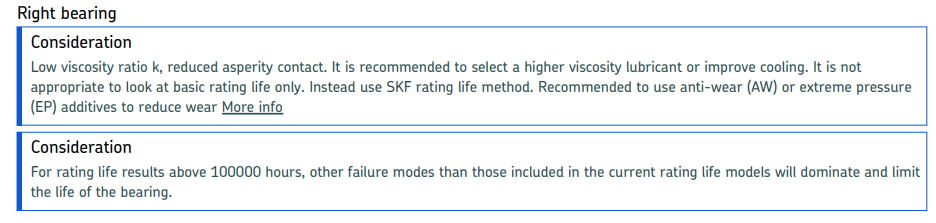 Right bearing
Consideration
Low viscosity ratio k, reduced asperity contact. It is recommended to select a higher viscosity lubricant or improve cooling. It is not
appropriate to look at basic rating life only. Instead use SKF rating life method. Recommended to use anti-wear (AW) or extreme pressure
(EP) additives to reduce wear More info
Consideration
For rating life results above 100000 hours, other failure modes than those included in the current rating life models will dominate and limit
the life of the bearing.